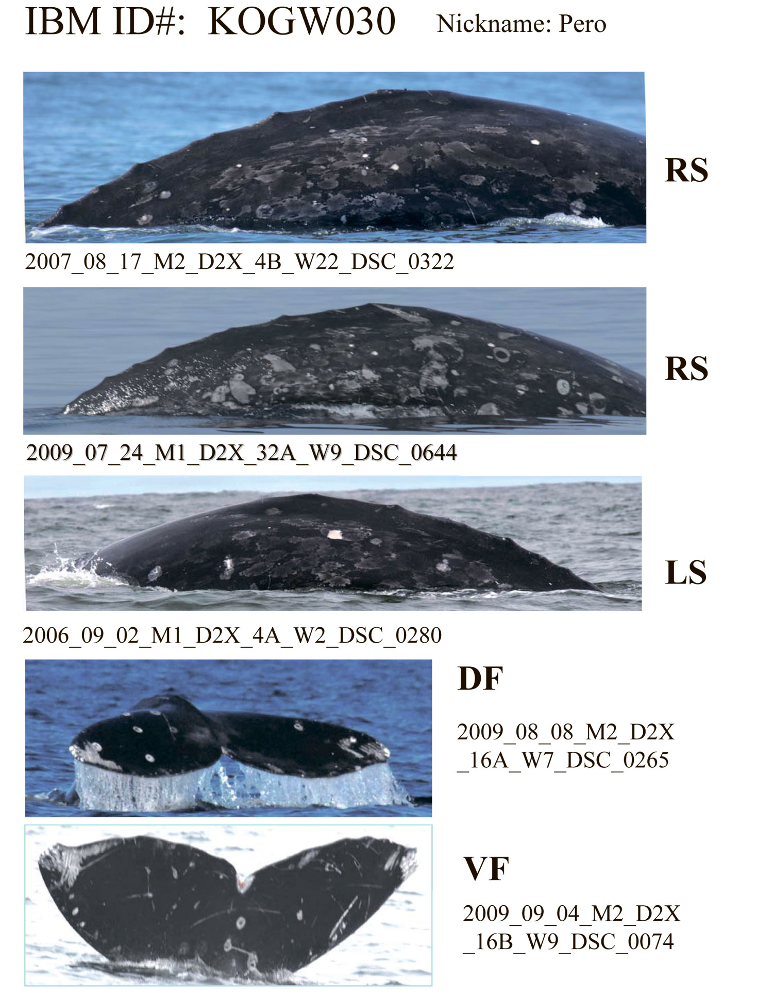 IBM ID#: KOGW030 Nickname: Pero
RS
2007_08_17_M2_D2X_4B_W22_DSC_0322
RS
2009_07_24_M1_D2X_32A_W9_DSC_0644
LS
2006_09_02_M1_D2X_4A_W2_DSC_0280
DF
2009_08_08_M2_D2X
_16A_W7_DSC_0265
VF
2009_09_04_M2_D2X
_16B_W9_DSC_0074